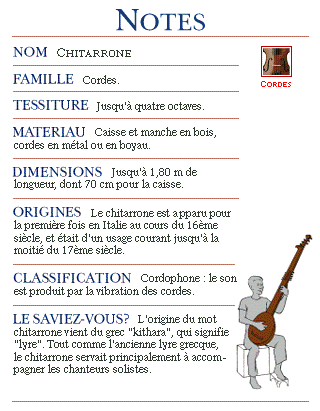 NOTES
NOM CHITARRONE
CORDES
FAMILLE Cordes.
TESSITURE Jusqu'à quatre octaves.
MATERIAU Caisse et manche en bois,
cordes en métal ou en boyau.
DIMENSIONS Jusqu'à 1,80 m de
longueur, dont 70 cm pour la caisse.
ORIGINES Le chitarrone est apparu pour
la première fois en Italie au cours du 16ème
siècle, et était d'un usage courant jusqu'à la
moitié du 17ème siècle.
CLASSIFICATION Cordophone : le son
est produit par la vibration des cordes.
LE SAVIEZ-VOUS? L'origine du mot
chitarrone vient du grec "kithara", qui signifie
"lyre". Tout comme l'ancienne lyre grecque,
le chitarrone servait principalement à accom-
pagner les chanteurs solistes.